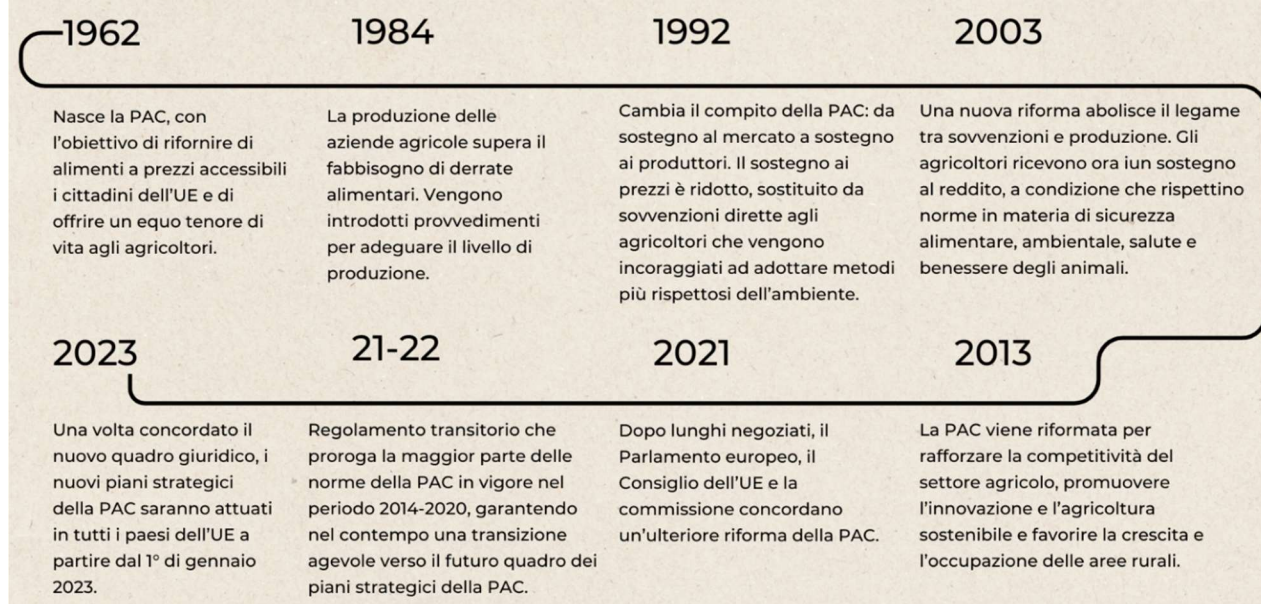 1962
Nasce la PAC, con
l'obiettivo di rifornire di
alimenti a prezzi accessibili
i cittadini dell'UE e di
offrire un equo tenore di
vita agli agricoltori.
1984
La produzione delle
aziende agricole supera il
fabbisogno di derrate
alimentari. Vengono
introdotti provvedimenti
per adeguare il livello di
produzione.
1992
Cambia il compito della PAC: da
sostegno al mercato a sostegno
ai produttori. Il sostegno ai
prezzi è ridotto, sostituito da
sovvenzioni dirette agli
agricoltori che vengono
incoraggiati ad adottare metodi
più rispettosi dell'ambiente.
2003
Una nuova riforma abolisce il legame
tra sovvenzioni e produzione. Gli
agricoltori ricevono ora iun sostegno
al reddito, a condizione che rispettino
norme in materia di sicurezza
alimentare, ambientale, salute e
benessere degli animali.
2013
La PAC viene riformata per
rafforzare la competitività del
settore agricolo, promuovere
l'innovazione e l'agricoltura
sostenibile e favorire la crescita e
l'occupazione delle aree rurali.
2021
Dopo lunghi negoziati, il
Parlamento europeo, il
Consiglio dell'UE e la
commissione concordano
un'ulteriore riforma della PAC.
21-22
Regolamento transitorio che
proroga la maggior parte delle
norme della PAC in vigore nel
periodo 2014-2020, garantendo
nel contempo una transizione
agevole verso il futuro quadro dei
piani strategici della PAC.
2023
Una volta concordato il
nuovo quadro giuridico, i
nuovi piani strategici
della PAC saranno attuati
in tutti i paesi dell'UE a
partire dal 1° di gennaio
2023.